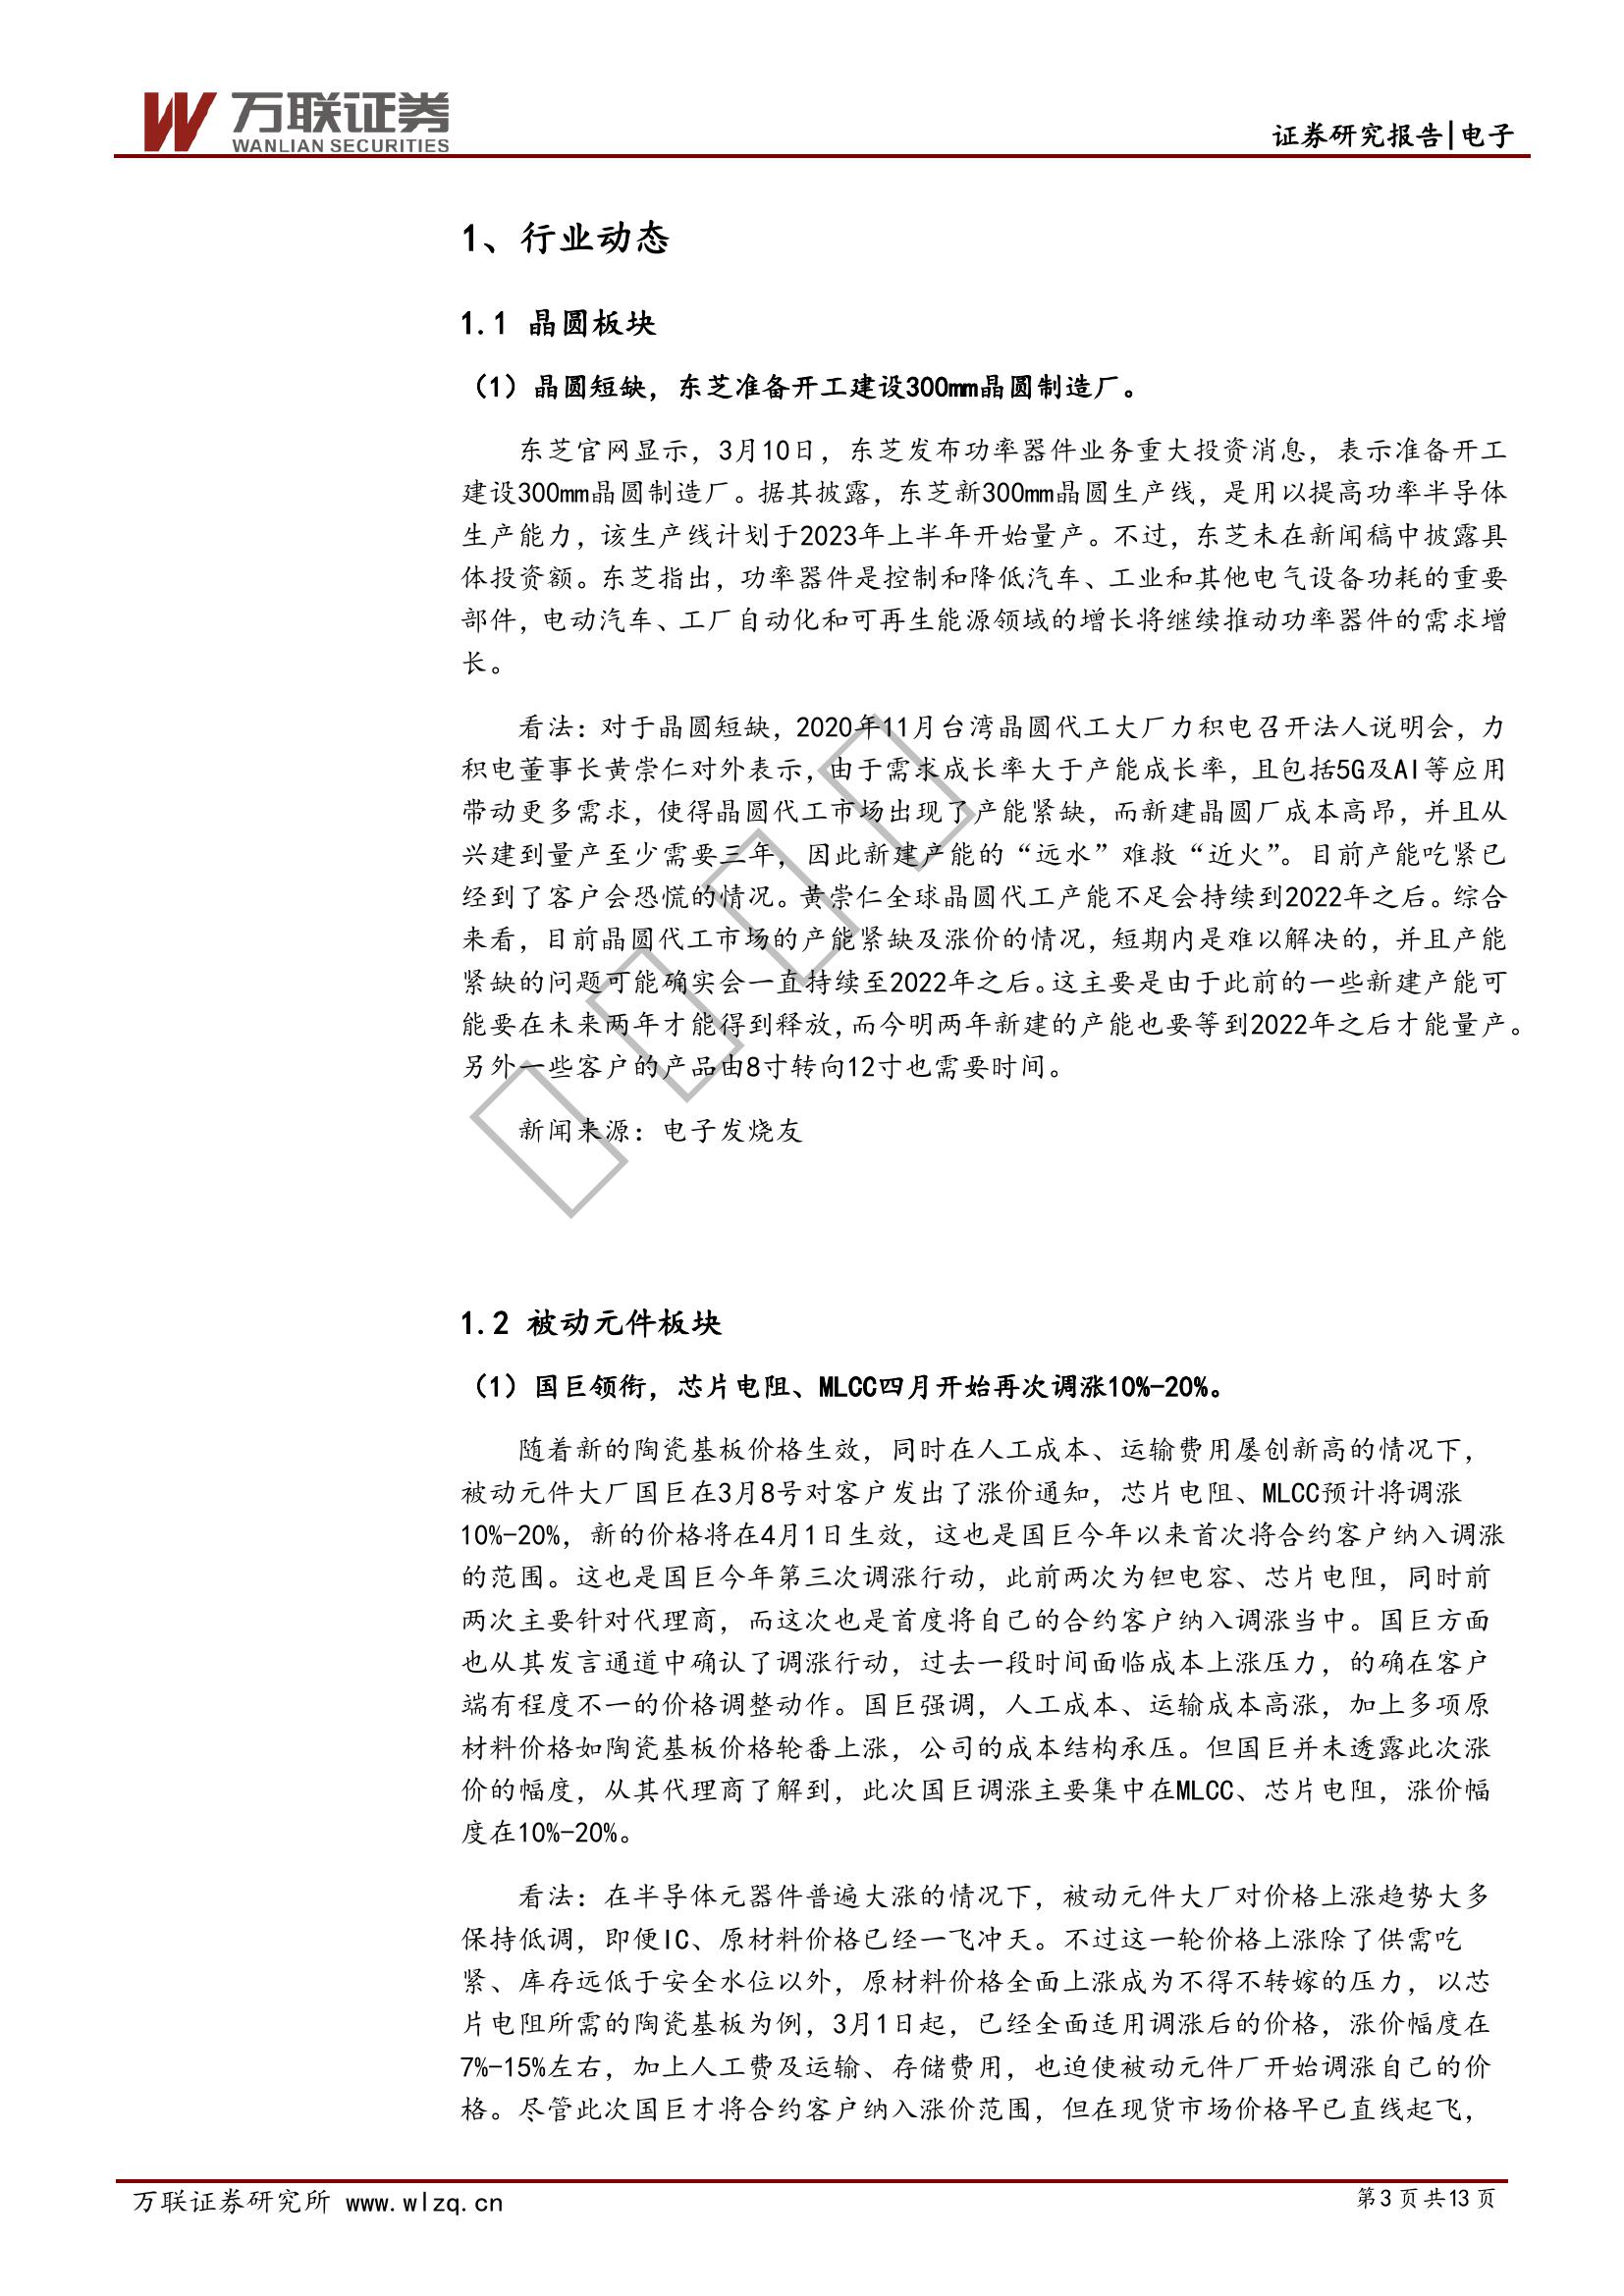 万联证券
WANLIAN SECURITIES
证券研究报告|电子
1、行业动态
1.1 晶圆板块
（1）晶圆短缺，东芝准备开工建设300mm晶圆制造厂。
东芝官网显示，3月10日，东芝发布功率器件业务重大投资消息，表示准备开工
建设300mm晶圆制造厂。据其披露，东芝新300mm晶圆生产线，是用以提高功率半导体
生产能力，该生产线计划于2023年上半年开始量产。不过，东芝未在新闻稿中披露具
体投资额。东芝指出，功率器件是控制和降低汽车、工业和其他电气设备功耗的重要
部件，电动汽车、工厂自动化和可再生能源领域的增长将继续推动功率器件的需求增
长。
看法：对于晶圆短缺，2020年11月台湾晶圆代工大厂力积电召开法人说明会，力
积电董事长黄崇仁对外表示，由于需求成长率大于产能成长率，且包括5G及AI等应用
带动更多需求，使得晶圆代工市场出现了产能紧缺，而新建晶圆厂成本高昂，并且从
兴建到量产至少需要三年，因此新建产能的“远水”难救“近火”。目前产能吃紧已
经到了客户会恐慌的情况。黄崇仁全球晶圆代工产能不足会持续到2022年之后。综合
来看，目前晶圆代工市场的产能紧缺及涨价的情况，短期内是难以解决的，并且产能
紧缺的问题可能确实会一直持续至2022年之后。这主要是由于此前的一些新建产能可
能要在未来两年才能得到释放，而今明两年新建的产能也要等到2022年之后才能量产。
另外一些客户的产品由8寸转向12寸也需要时间。
新闻来源：电子发烧友
1.2 被动元件板块
（1）国巨领衔，芯片电阻、MLCC四月开始再次调涨10%-20%。
随着新的陶瓷基板价格生效，同时在人工成本、运输费用屡创新高的情况下，
被动元件大厂国巨在3月8号对客户发出了涨价通知，芯片电阻、MLCC预计将调涨
10%-20%，新的价格将在4月1日生效，这也是国巨今年以来首次将合约客户纳入调涨
的范围。这也是国巨今年第三次调涨行动，此前两次为钽电容、芯片电阻，同时前
两次主要针对代理商，而这次也是首度将自己的合约客户纳入调涨当中。国巨方面
也从其发言通道中确认了调涨行动，过去一段时间面临成本上涨压力，的确在客户
端有程度不一的价格调整动作。国巨强调，人工成本、运输成本高涨，加上多项原
材料价格如陶瓷基板价格轮番上涨，公司的成本结构承压。但国巨并未透露此次涨
价的幅度，从其代理商了解到，此次国巨调涨主要集中在MLCC、芯片电阻，涨价幅
度在10%-20%。
看法：在半导体元器件普遍大涨的情况下，被动元件大厂对价格上涨趋势大多
保持低调，即便IC、原材料价格已经一飞冲天。不过这一轮价格上涨除了供需吃
紧、库存远低于安全水位以外，原材料价格全面上涨成为不得不转嫁的压力，以芯
片电阻所需的陶瓷基板为例，3月1日起，已经全面适用调涨后的价格，涨价幅度在
7%-15%左右，加上人工费及运输、存储费用，也迫使被动元件厂开始调涨自己的价
格。尽管此次国巨才将合约客户纳入涨价范围，但在现货市场价格早已直线起飞，
万联证券研究所 www.wlzq.cn
第3页共13页